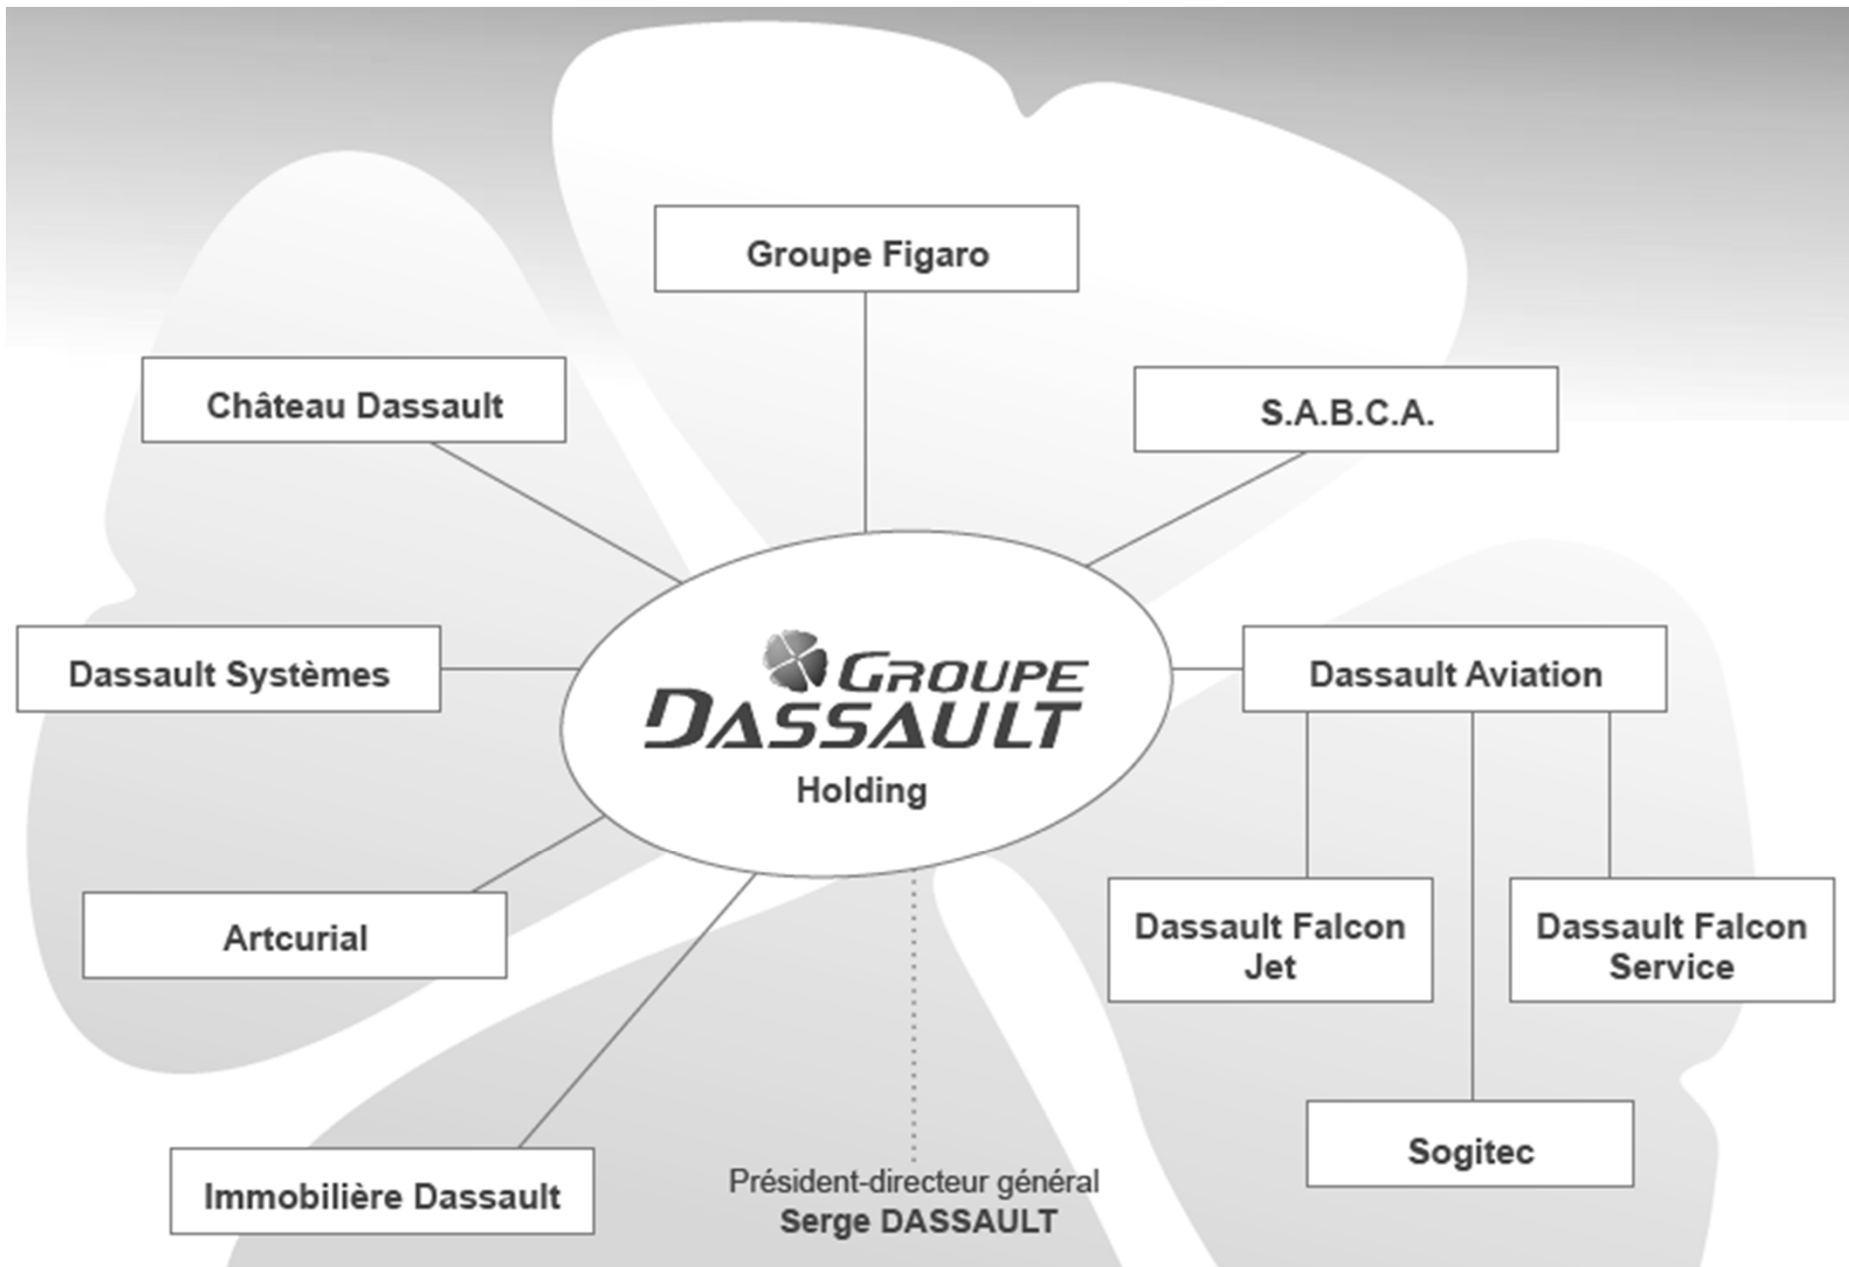 Groupe Figaro
Château Dassault
S.A.B.C.A.
GROUPE
DASSAULT
Holding
Dassault Systèmes
Dassault Aviation
Artcurial
Dassault Falcon
Jet
Dassault Falcon
Service
Immobilière Dassault
Président-directeur général
Serge DASSAULT
Sogitec